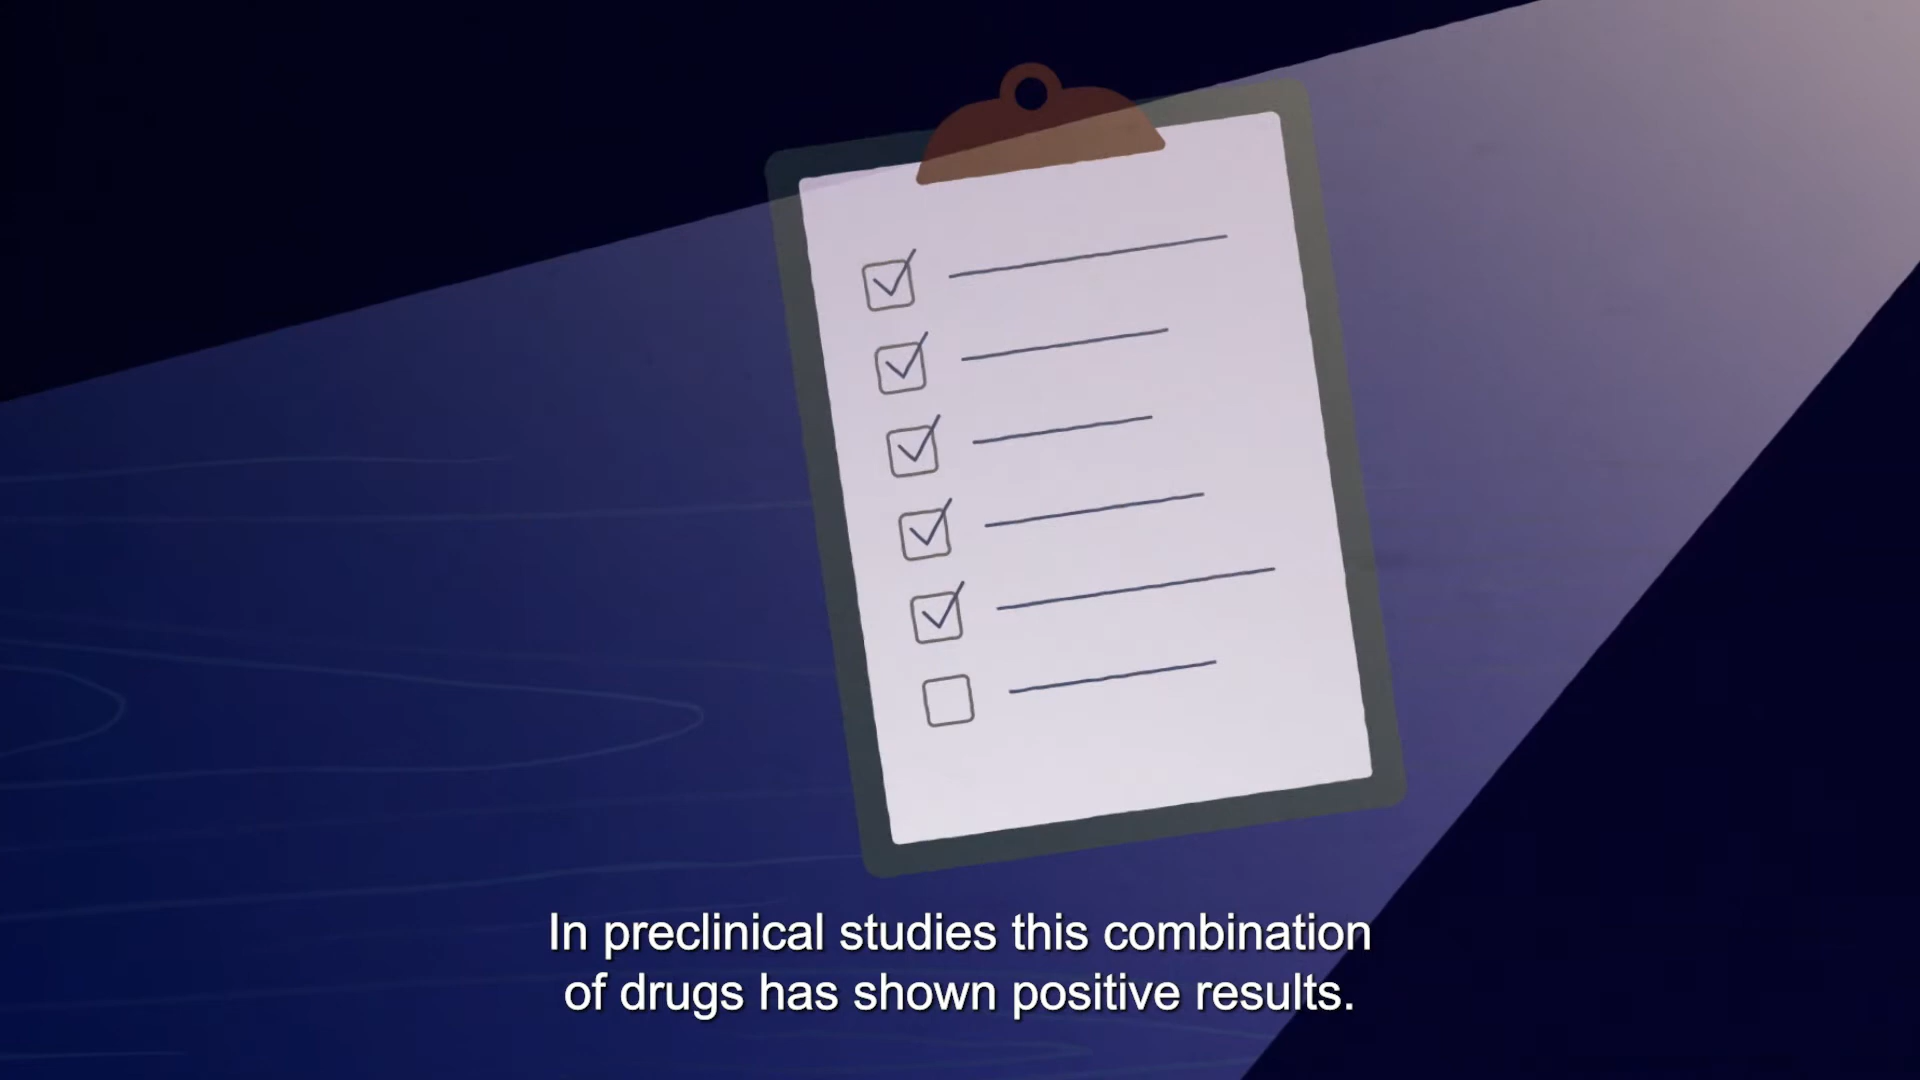 In preclinical studies this combination
of drugs has shown positive results.